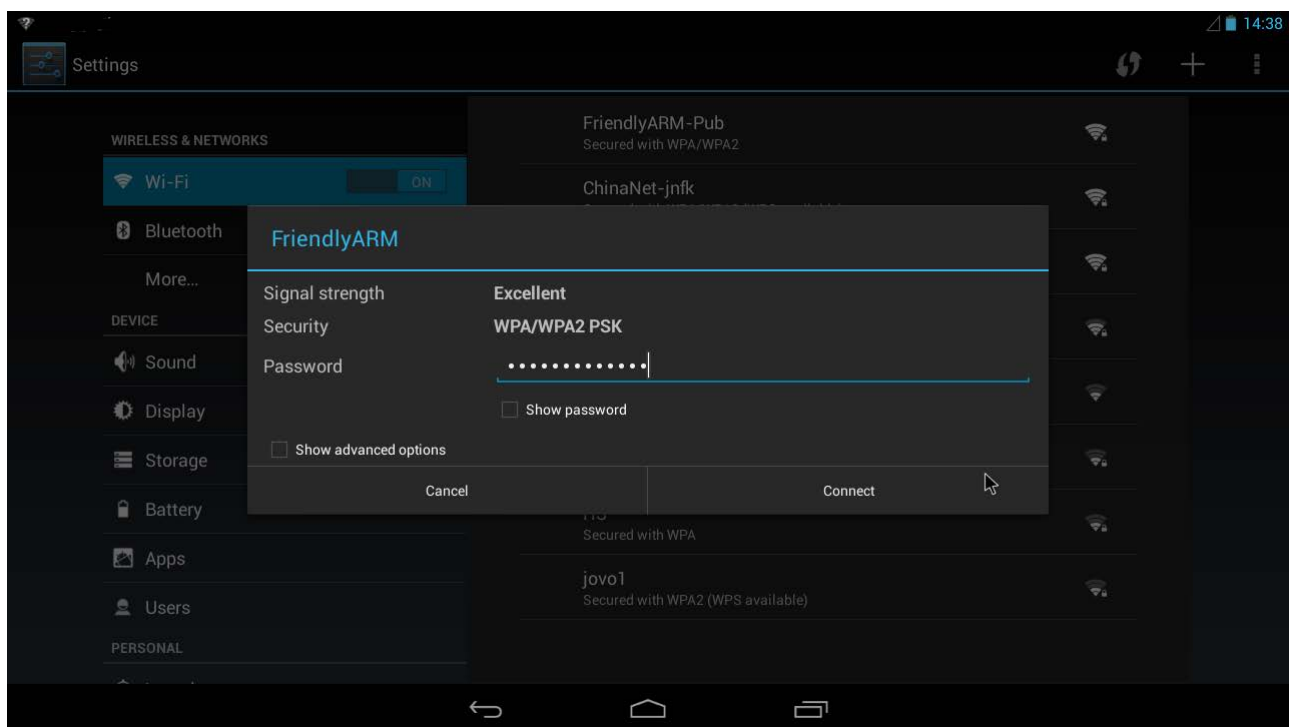 14:38
Settings
WIRELESS & NETWORKS
Wi-Fi
ON
Bluetooth
More...
DEVICE
Sound
Display
Storage
Battery
Apps
Users
PERSONAL
FriendlyARM-Pub
Secured with WPA/WPA2
ChinaNet-jnfk
FriendlyARM
Signal strength
Excellent
Security
WPA/WPA2 PSK
Password
•••••••••••••
Show password
Show advanced options
Cancel
Connect
Secured with WPA
jovo1
Secured with WPA2 (WPS available)